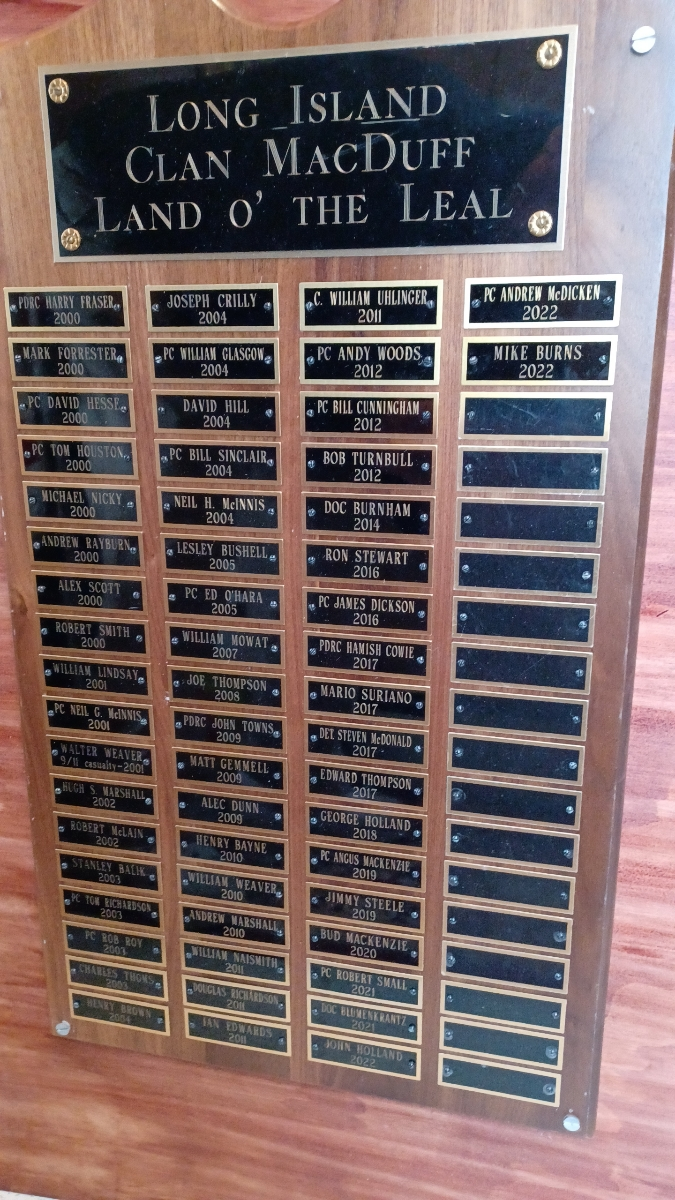 LONG ISLAND
CLAN MACDUFF
LAND O' THE LEAL
PDRC HARRY FRASER
2000
MARK FORRESTER
2000
PC DAVID HESSE
2000
PC TOM HOUSTON
2000
MICHAEL NICKY
2000
ANDREW RAYBURN
2000
ALEX SCOTT
2000
ROBERT SMITH
2000
WILLIAM LINDSAY
2001
PC NEIL G. McINNIS
2001
WALTER WEAVER
9/11 casualty-2001
HUGH S. MARSHALL
2002
ROBERT McLAIN
2002
STANLEY BALIK
2003
PC TOM RICHARDSON
2003
PC ROB ROY
2003
CHARLES THOMS
2003
HENRY BROWN
2004
JOSEPH CRILLY
2004
PC WILLIAM GLASGOW
2004
DAVID HILL
2004
PC BILL SINCLAIR
2004
NEIL H. McINNIS
2004
LESLEY BUSHELL
2005
PC ED O'HARA
2005
WILLIAM MOWAT
2007
JOE THOMPSON
2008
PDRC JOHN TOWNS
2009
MATT GEMMELL
2009
ALEC DUNN
2009
HENRY BAYNE
2010
WILLIAM WEAVER
2010
ANDREW MARSHALL
2010
WILLIAM NAISMITH
2011
DOUGLAS RICHARDSON
2011
IAN EDWARDS
2011
C. WILLIAM UHLINGER
2011
PC ANDY WOODS
2012
PC BILL CUNNINGHAM
2012
BOB TURNBULL
2012
DOC BURNHAM
2014
RON STEWART
2016
PC JAMES DICKSON
2016
PDRC HAMISH COWIE
2017
MARIO SURIANO
2017
DET. STEVEN McDONALD
2017
EDWARD THOMPSON
2017
GEORGE HOLLAND
2018
PC ANGUS MACKENZIE
2019
JIMMY STEELE
2019
BUD MACKENZIE
2020
PC ROBERT SMALL
2021
DOC BLUMENKRANTZ
2021
JOHN HOLLAND
2022
PC ANDREW McDICKEN
2022
MIKE BURNS
2022